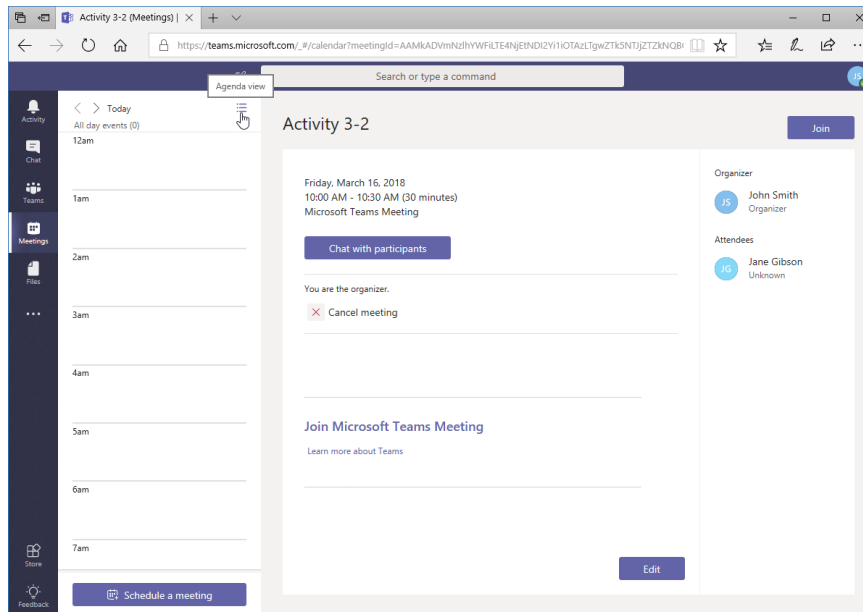 Activity 3-2 (Meetings) |
https://teams.microsoft.com/_#/calendar?meetingId=
Search or type a command
JS
Agenda view
Activity
Chat
Teams
Meetings
Files
Store
Feedback
Today
All day events (0)
12am
1am
2am
3am
4am
5am
6am
7am
Schedule a meeting
Activity 3-2
Join
Friday, March 16, 2018
10:00 AM - 10:30 AM (30 minutes)
Microsoft Teams Meeting
Chat with participants
You are the organizer.
Cancel meeting
Join Microsoft Teams Meeting
Learn more about Teams
Edit
Organizer
JS
John Smith
Organizer
Attendees
JG
Jane Gibson
Unknown